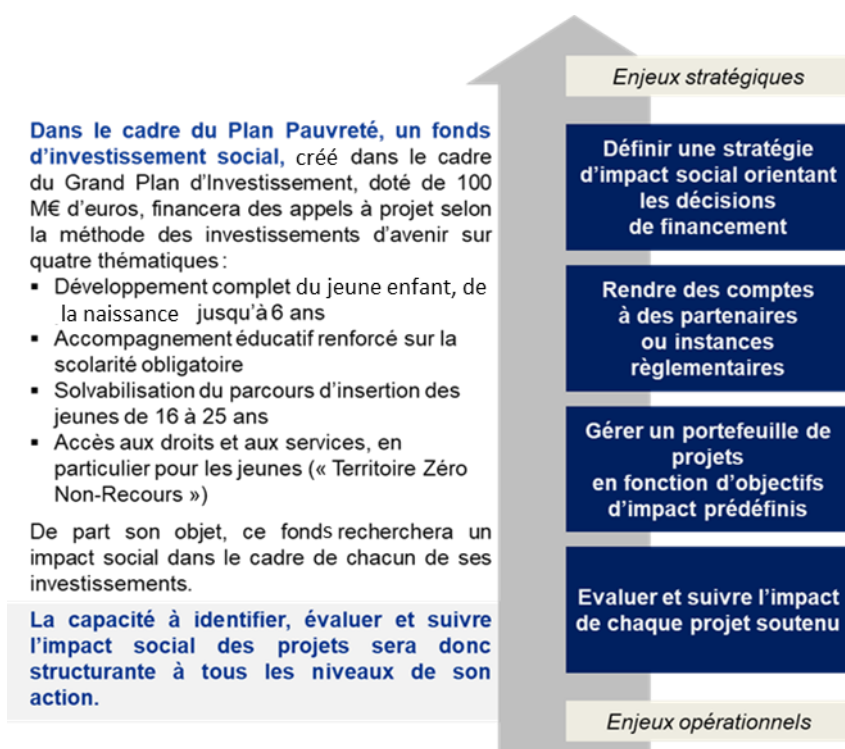 Dans le cadre du Plan Pauvreté, un fonds
d'investissement social, créé dans le cadre
du Grand Plan d'Investissement, doté de 100
M€ d'euros, financera des appels à projet selon
la méthode des investissements d'avenir sur
quatre thématiques :
▪ Développement complet du jeune enfant, de
la naissance jusqu'à 6 ans
▪ Accompagnement éducatif renforcé sur la
scolarité obligatoire
▪ Solvabilisation du parcours d'insertion des
jeunes de 16 à 25 ans
▪ Accès aux droits et aux services, en
particulier pour les jeunes (« Territoire Zéro
Non-Recours »)
De part son objet, ce fonds recherchera un
impact social dans le cadre de chacun de ses
investissements.
La capacité à identifier, évaluer et suivre
l'impact social des projets sera donc
structurante à tous les niveaux de son
action.
Enjeux stratégiques
Définir une stratégie
d'impact social orientant
les décisions
de financement
Rendre des comptes
à des partenaires
ou instances
règlementaires
Gérer un portefeuille de
projets
en fonction d'objectifs
d'impact prédéfinis
Evaluer et suivre l'impact
de chaque projet soutenu
Enjeux opérationnels